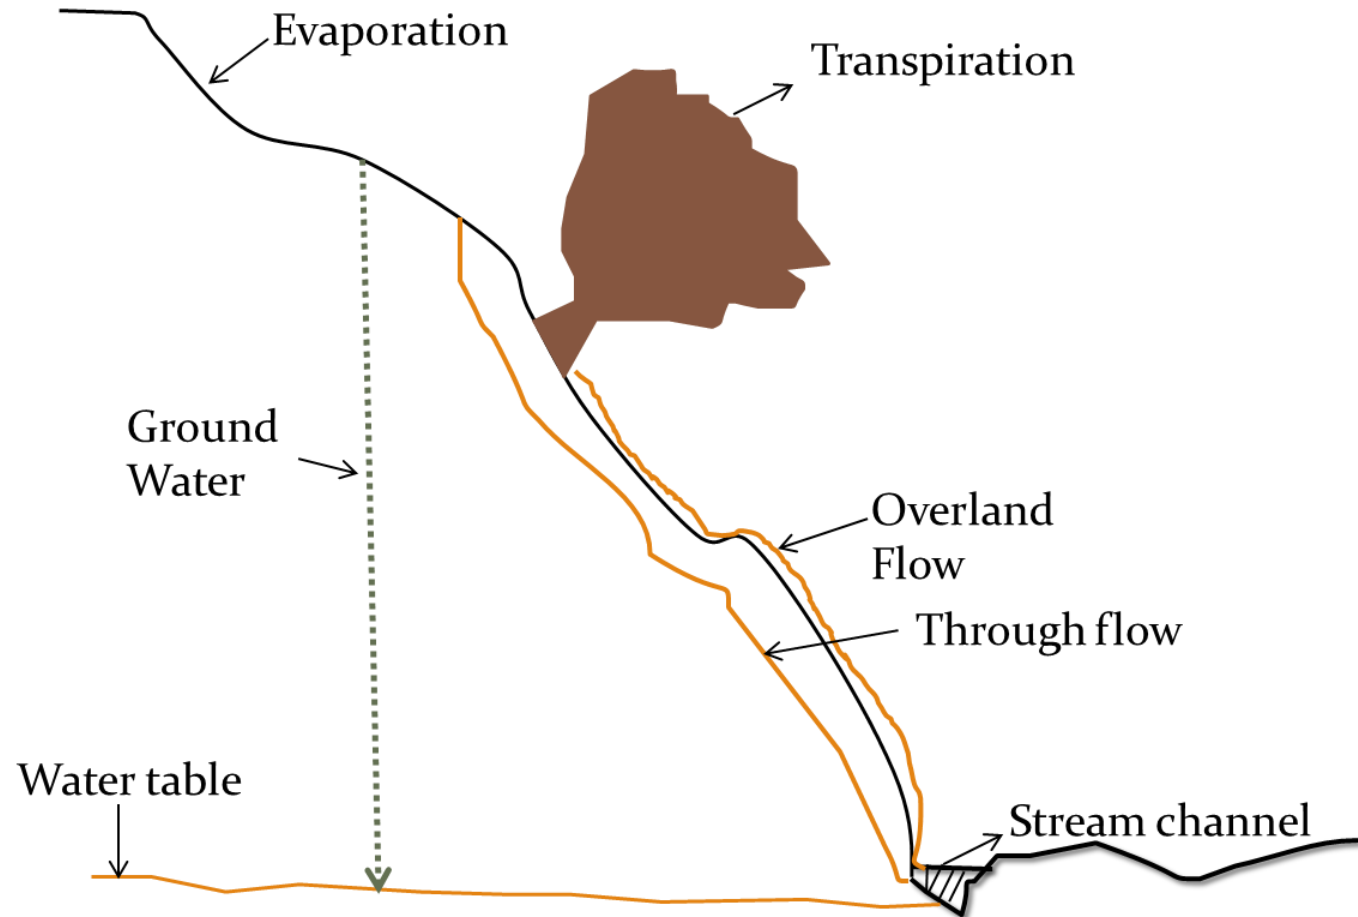 Evaporation
Transpiration
Ground
Water
Overland
Flow
Through flow
Water table
Stream channel